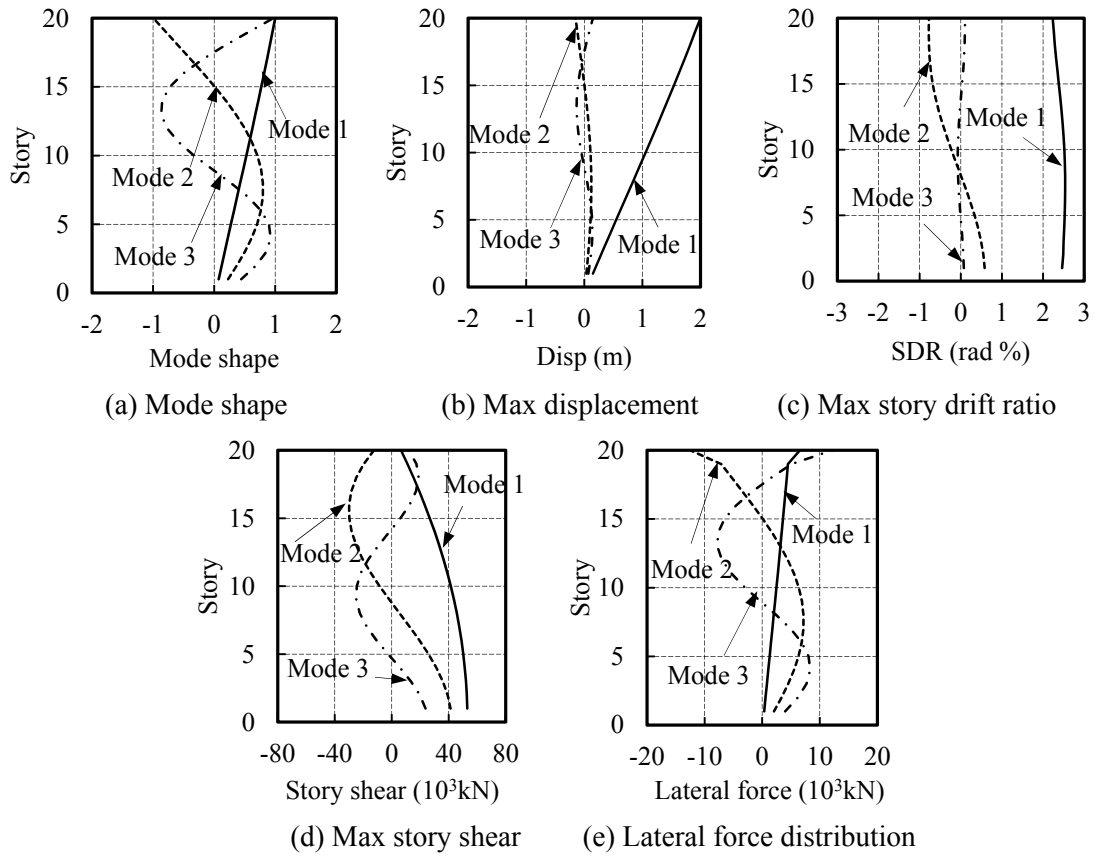 20
15
10
5
0
Story
Mode 1
Mode 2
Mode 3
-2 -1 0 1 2
Mode shape
(a) Mode shape
20
15
10
5
0
Story
Mode 2
Mode 3
Mode 1
-2 -1 0 1 2
Disp (m)
(b) Max displacement
20
15
10
5
0
Story
Mode 2
Mode 1
Mode 3
-3 -2 -1 0 1 2 3
SDR (rad %)
(c) Max story drift ratio
20
15
10
5
0
Story
Mode 1
Mode 2
Mode 3
-80 -40 0 40 80
Story shear (10³kN)
(d) Max story shear
20
15
10
5
0
Story
Mode 1
Mode 2
Mode 3
-20 -10 0 10 20
Lateral force (10³kN)
(e) Lateral force distribution